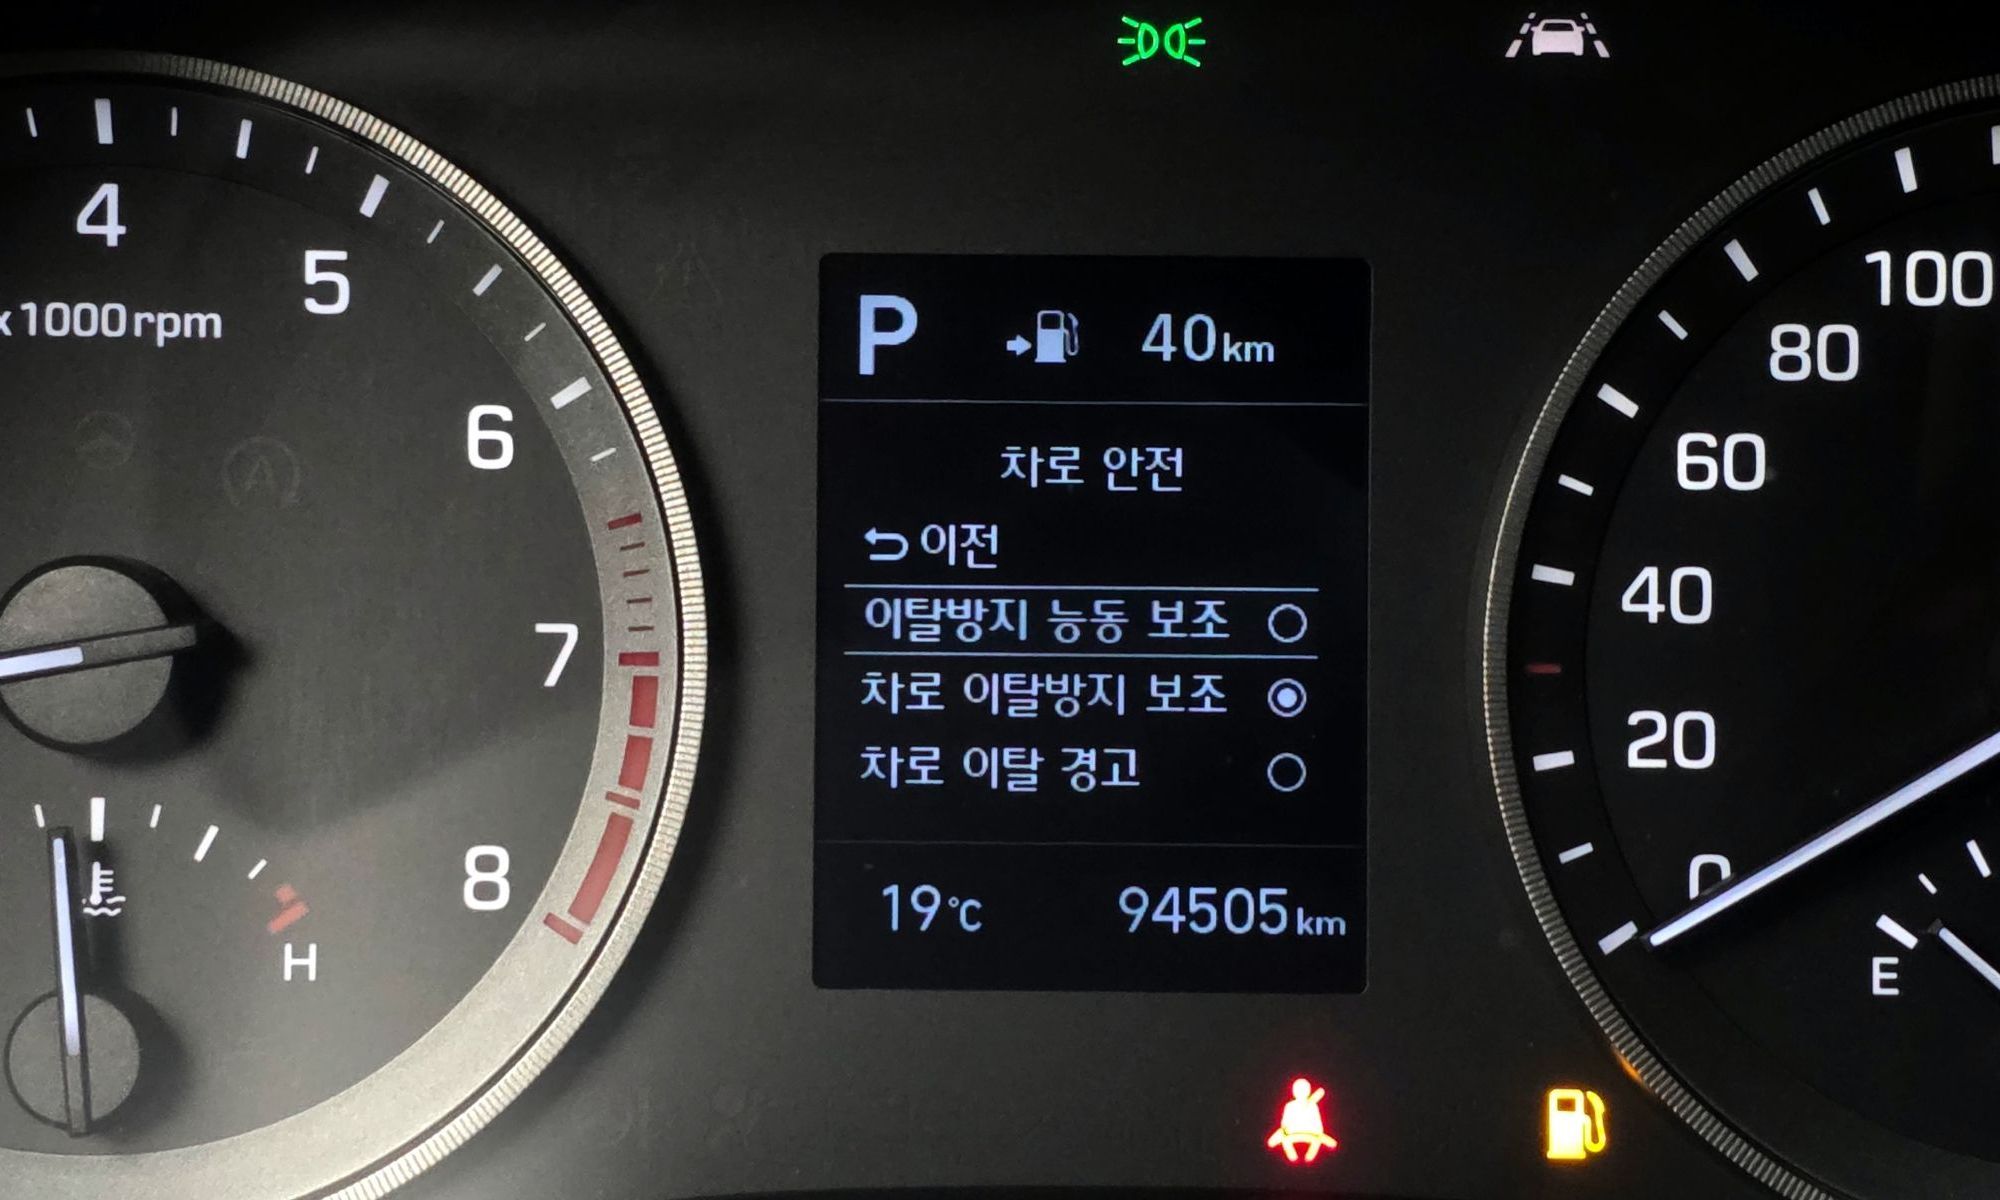 4
5
x1000rpm
6
7
8
H
P 40km
차로 안전
이전
이탈방지 능동 보조
차로 이탈방지 보조
차로 이탈 경고
19°C 94505km
100
80
60
40
20
0
E